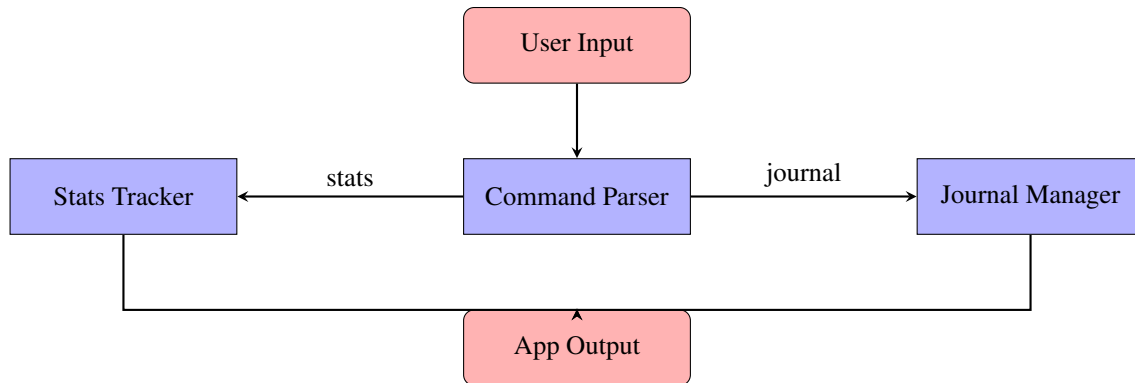 User Input
stats
journal
Stats Tracker
Command Parser
Journal Manager
App Output